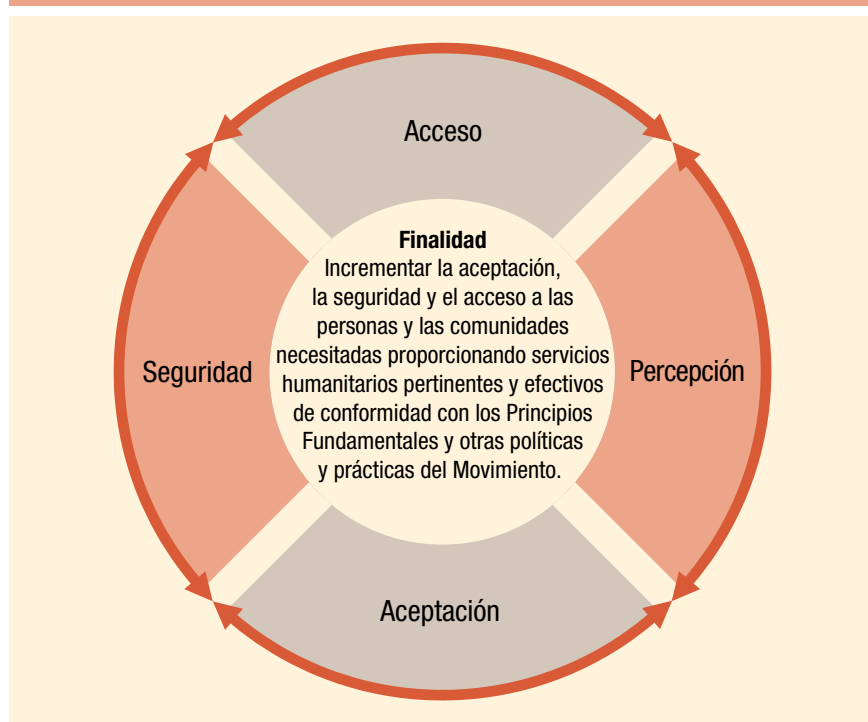 Acceso
Finalidad
Incrementar la aceptación,
la seguridad y el acceso a las
personas y las comunidades
necesitadas proporcionando servicios
humanitarios pertinentes y efectivos
de conformidad con los Principios
Fundamentales y otras políticas
y prácticas del Movimiento.
Seguridad
Percepción
Aceptación